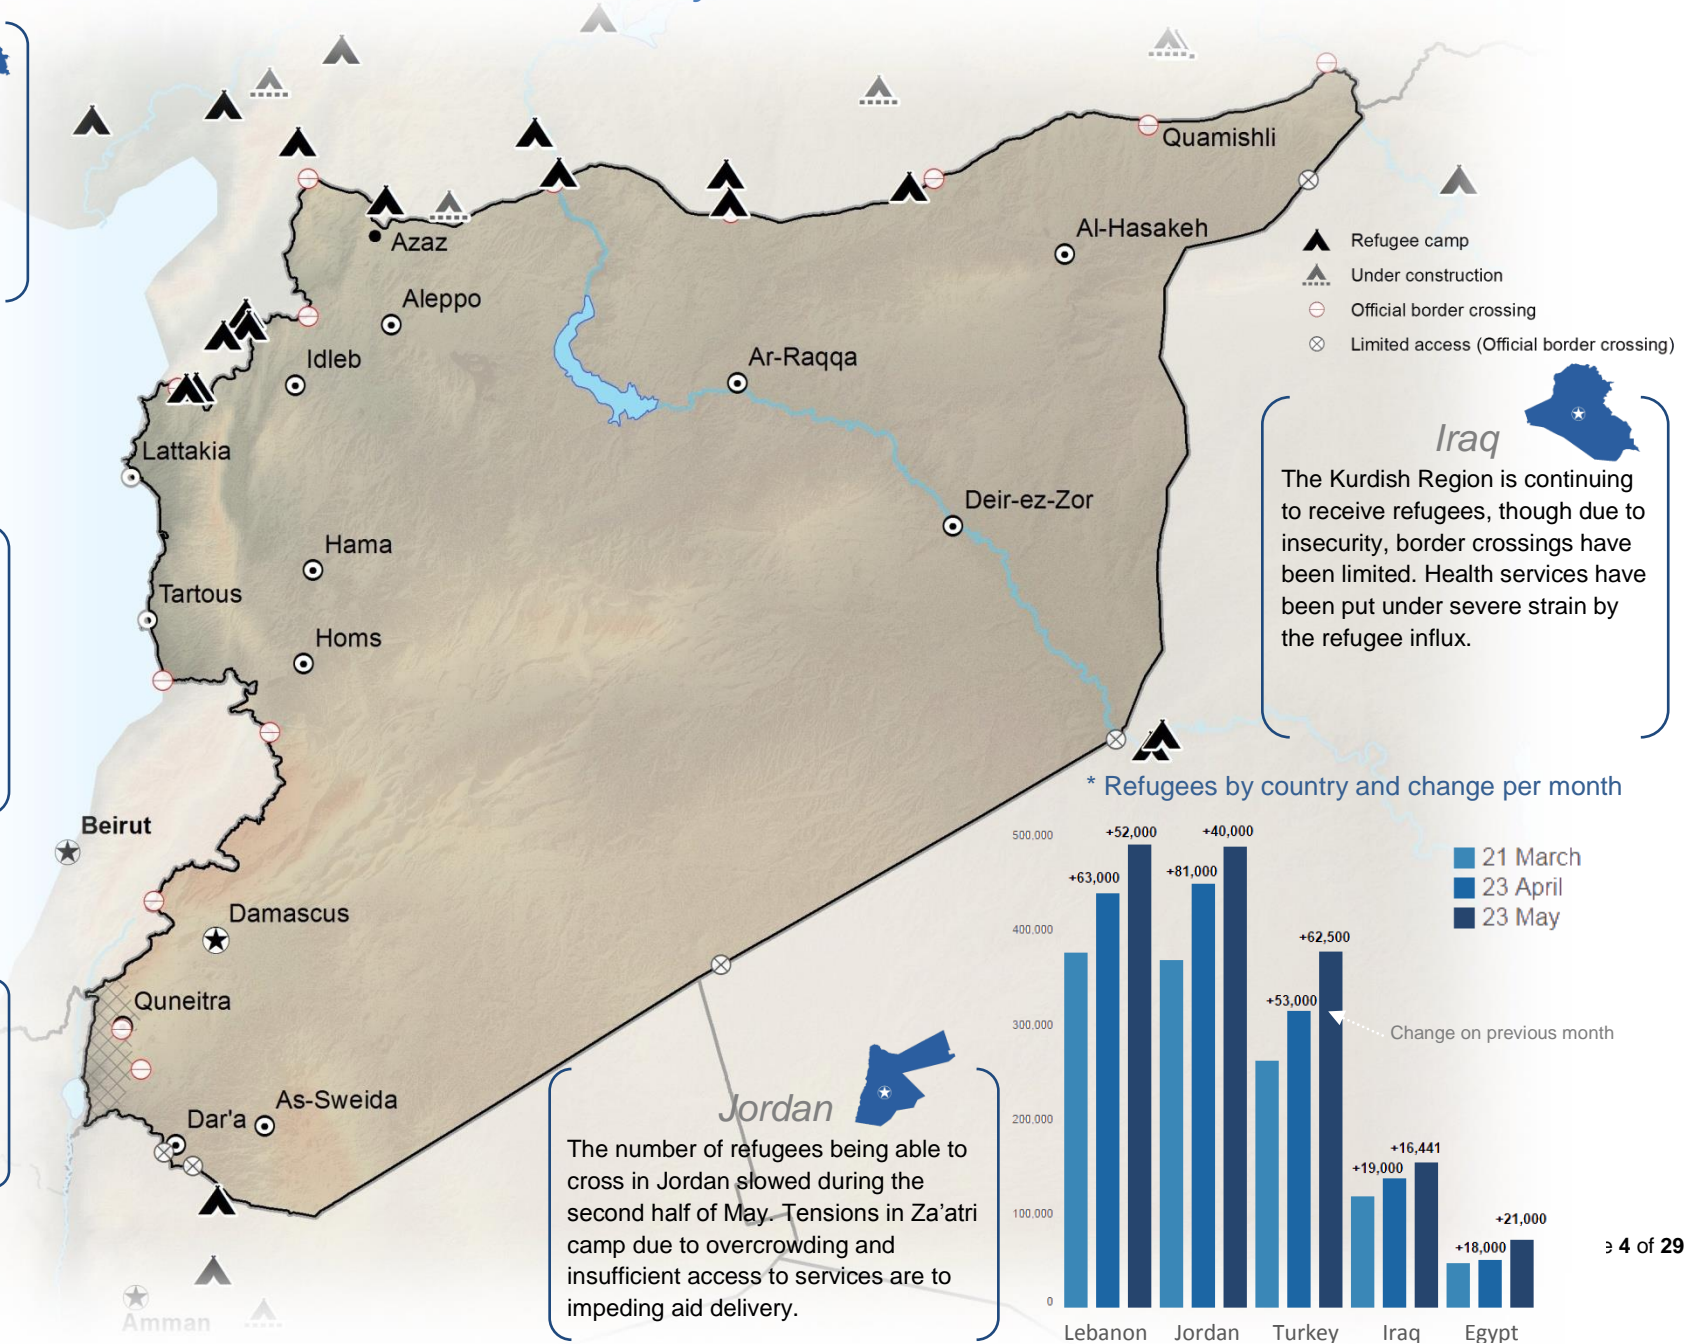 Quamishli
Al-Hasakeh
Azaz
Aleppo
Idleb
Ar-Raqqa
Lattakia
Deir-ez-Zor
Hama
Tartous
Homs
Beirut
Damascus
Quneitra
As-Sweida
Dar'a
Amman
Refugee camp
Under construction
Official border crossing
Limited access (Official border crossing)
Iraq
The Kurdish Region is continuing
to receive refugees, though due to
insecurity, border crossings have
been limited. Health services have
been put under severe strain by
the refugee influx.
Jordan
The number of refugees being able to
cross in Jordan slowed during the
second half of May. Tensions in Za’atri
camp due to overcrowding and
insufficient access to services are to
impeding aid delivery.
* Refugees by country and change per month
500,000
400,000
300,000
200,000
100,000
0
+63,000
+52,000
+81,000
+40,000
+53,000
+62,500
+19,000
+16,441
+18,000
+21,000
21 March
23 April
23 May
Change on previous month
Lebanon Jordan Turkey Iraq Egypt
4 of 29